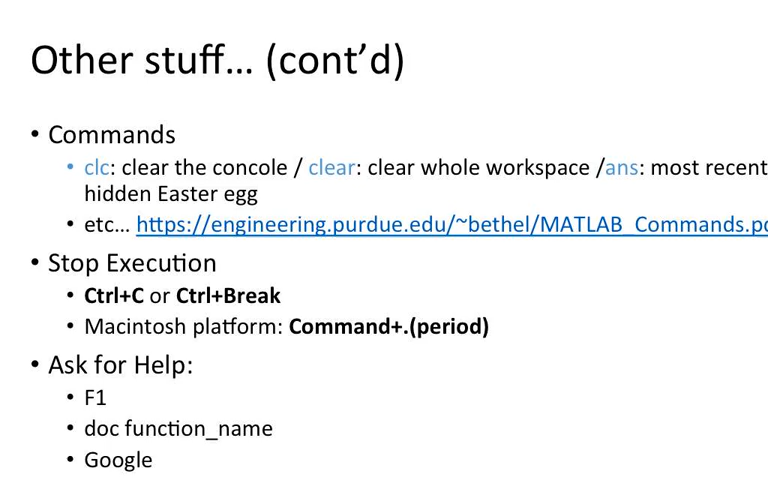 Other stuff... (cont'd)
• Commands
• clc: clear the concole / clear: clear whole workspace /ans: most recent
hidden Easter egg
• etc... https://engineering.purdue.edu/~bethel/MATLAB_Commands.pd
• Stop Execution
• Ctrl+C or Ctrl+Break
• Macintosh platform: Command+.(period)
• Ask for Help:
• F1
• doc function_name
• Google